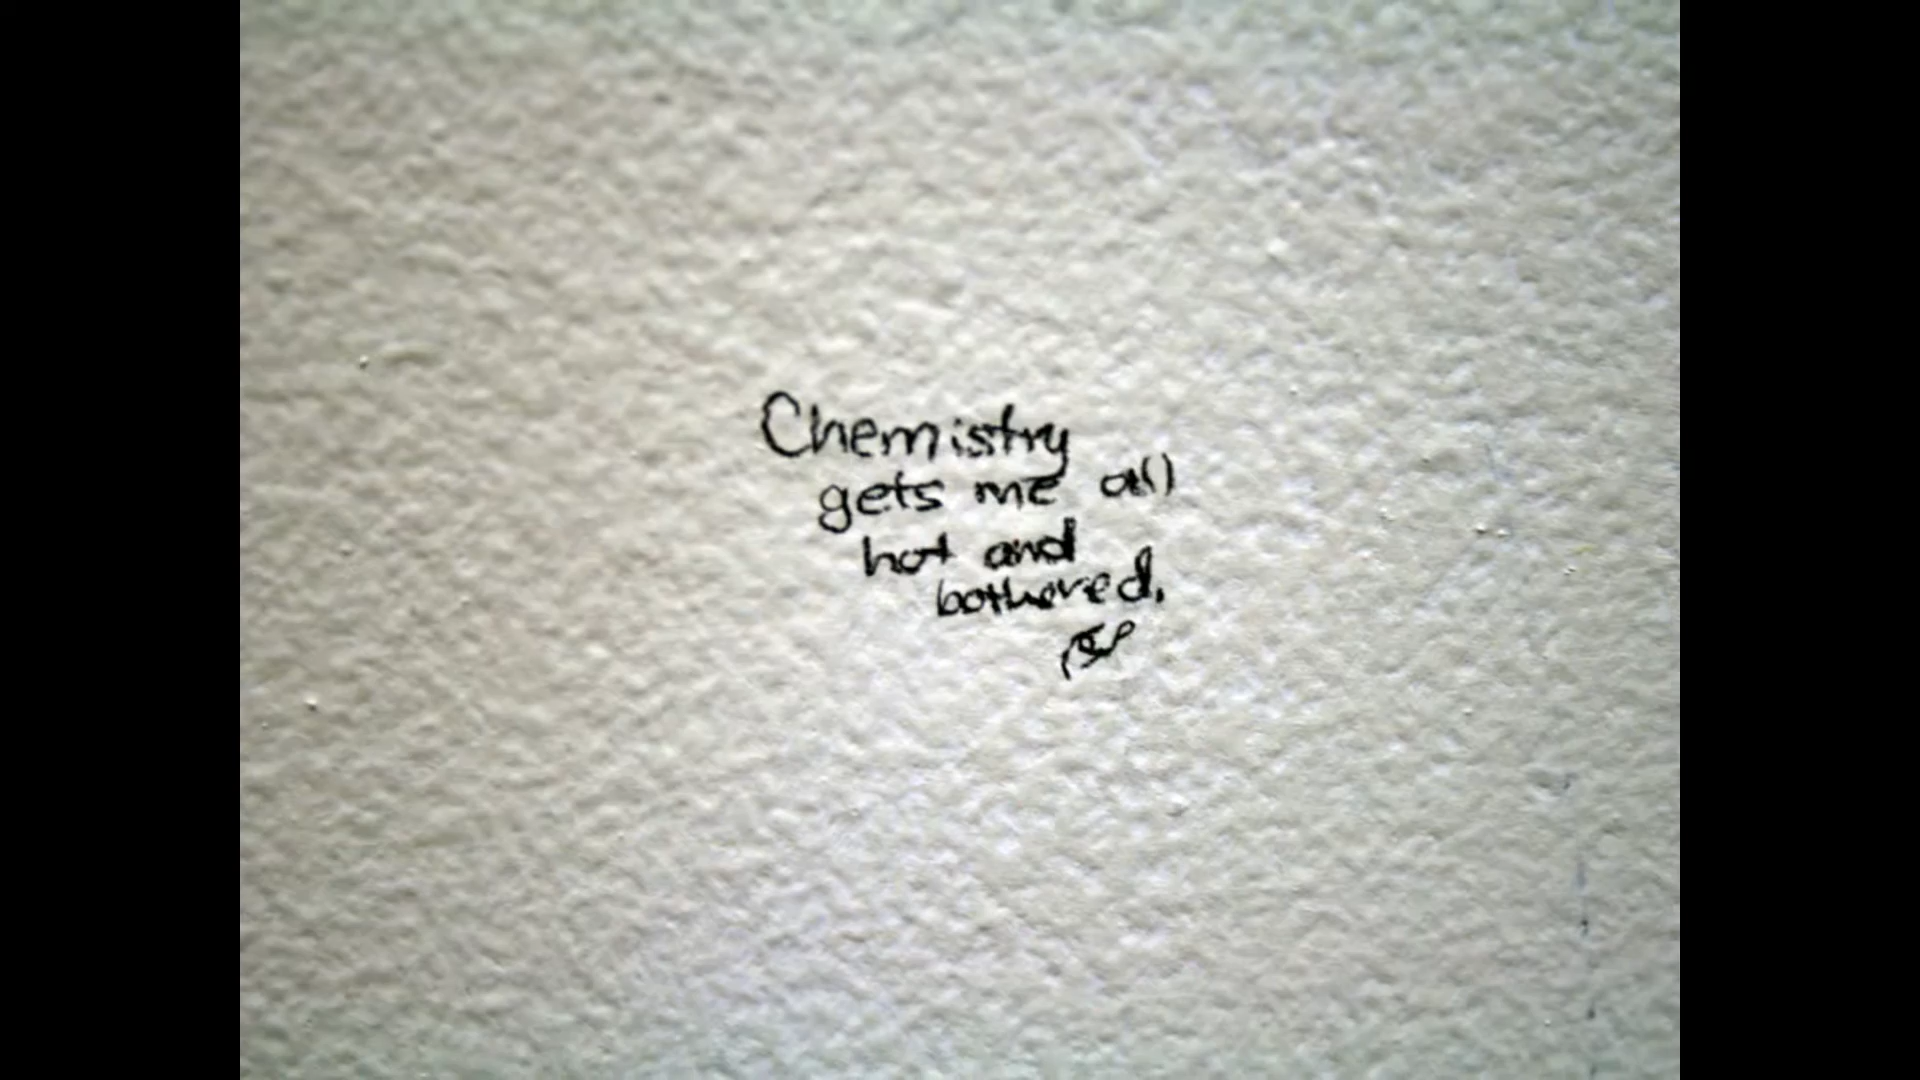 Chemistry
gets me all
hot and
bothered.